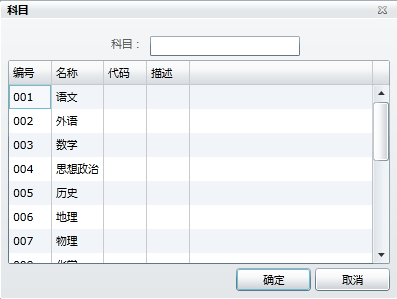 科目
科目：
编号 名称 代码 描述
001 语文
002 外语
003 数学
004 思想政治
005 历史
006 地理
007 物理
确定 取消